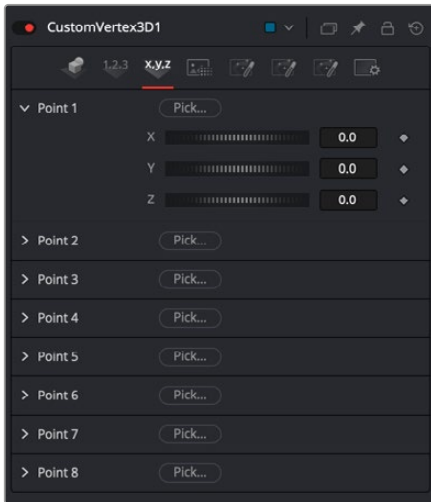 CustomVertex3D1
1,2,3 x,y,z
Point 1 Pick...
X 0.0
Y 0.0
Z 0.0
Point 2 Pick...
Point 3 Pick...
Point 4 Pick...
Point 5 Pick...
Point 6 Pick...
Point 7 Pick...
Point 8 Pick...